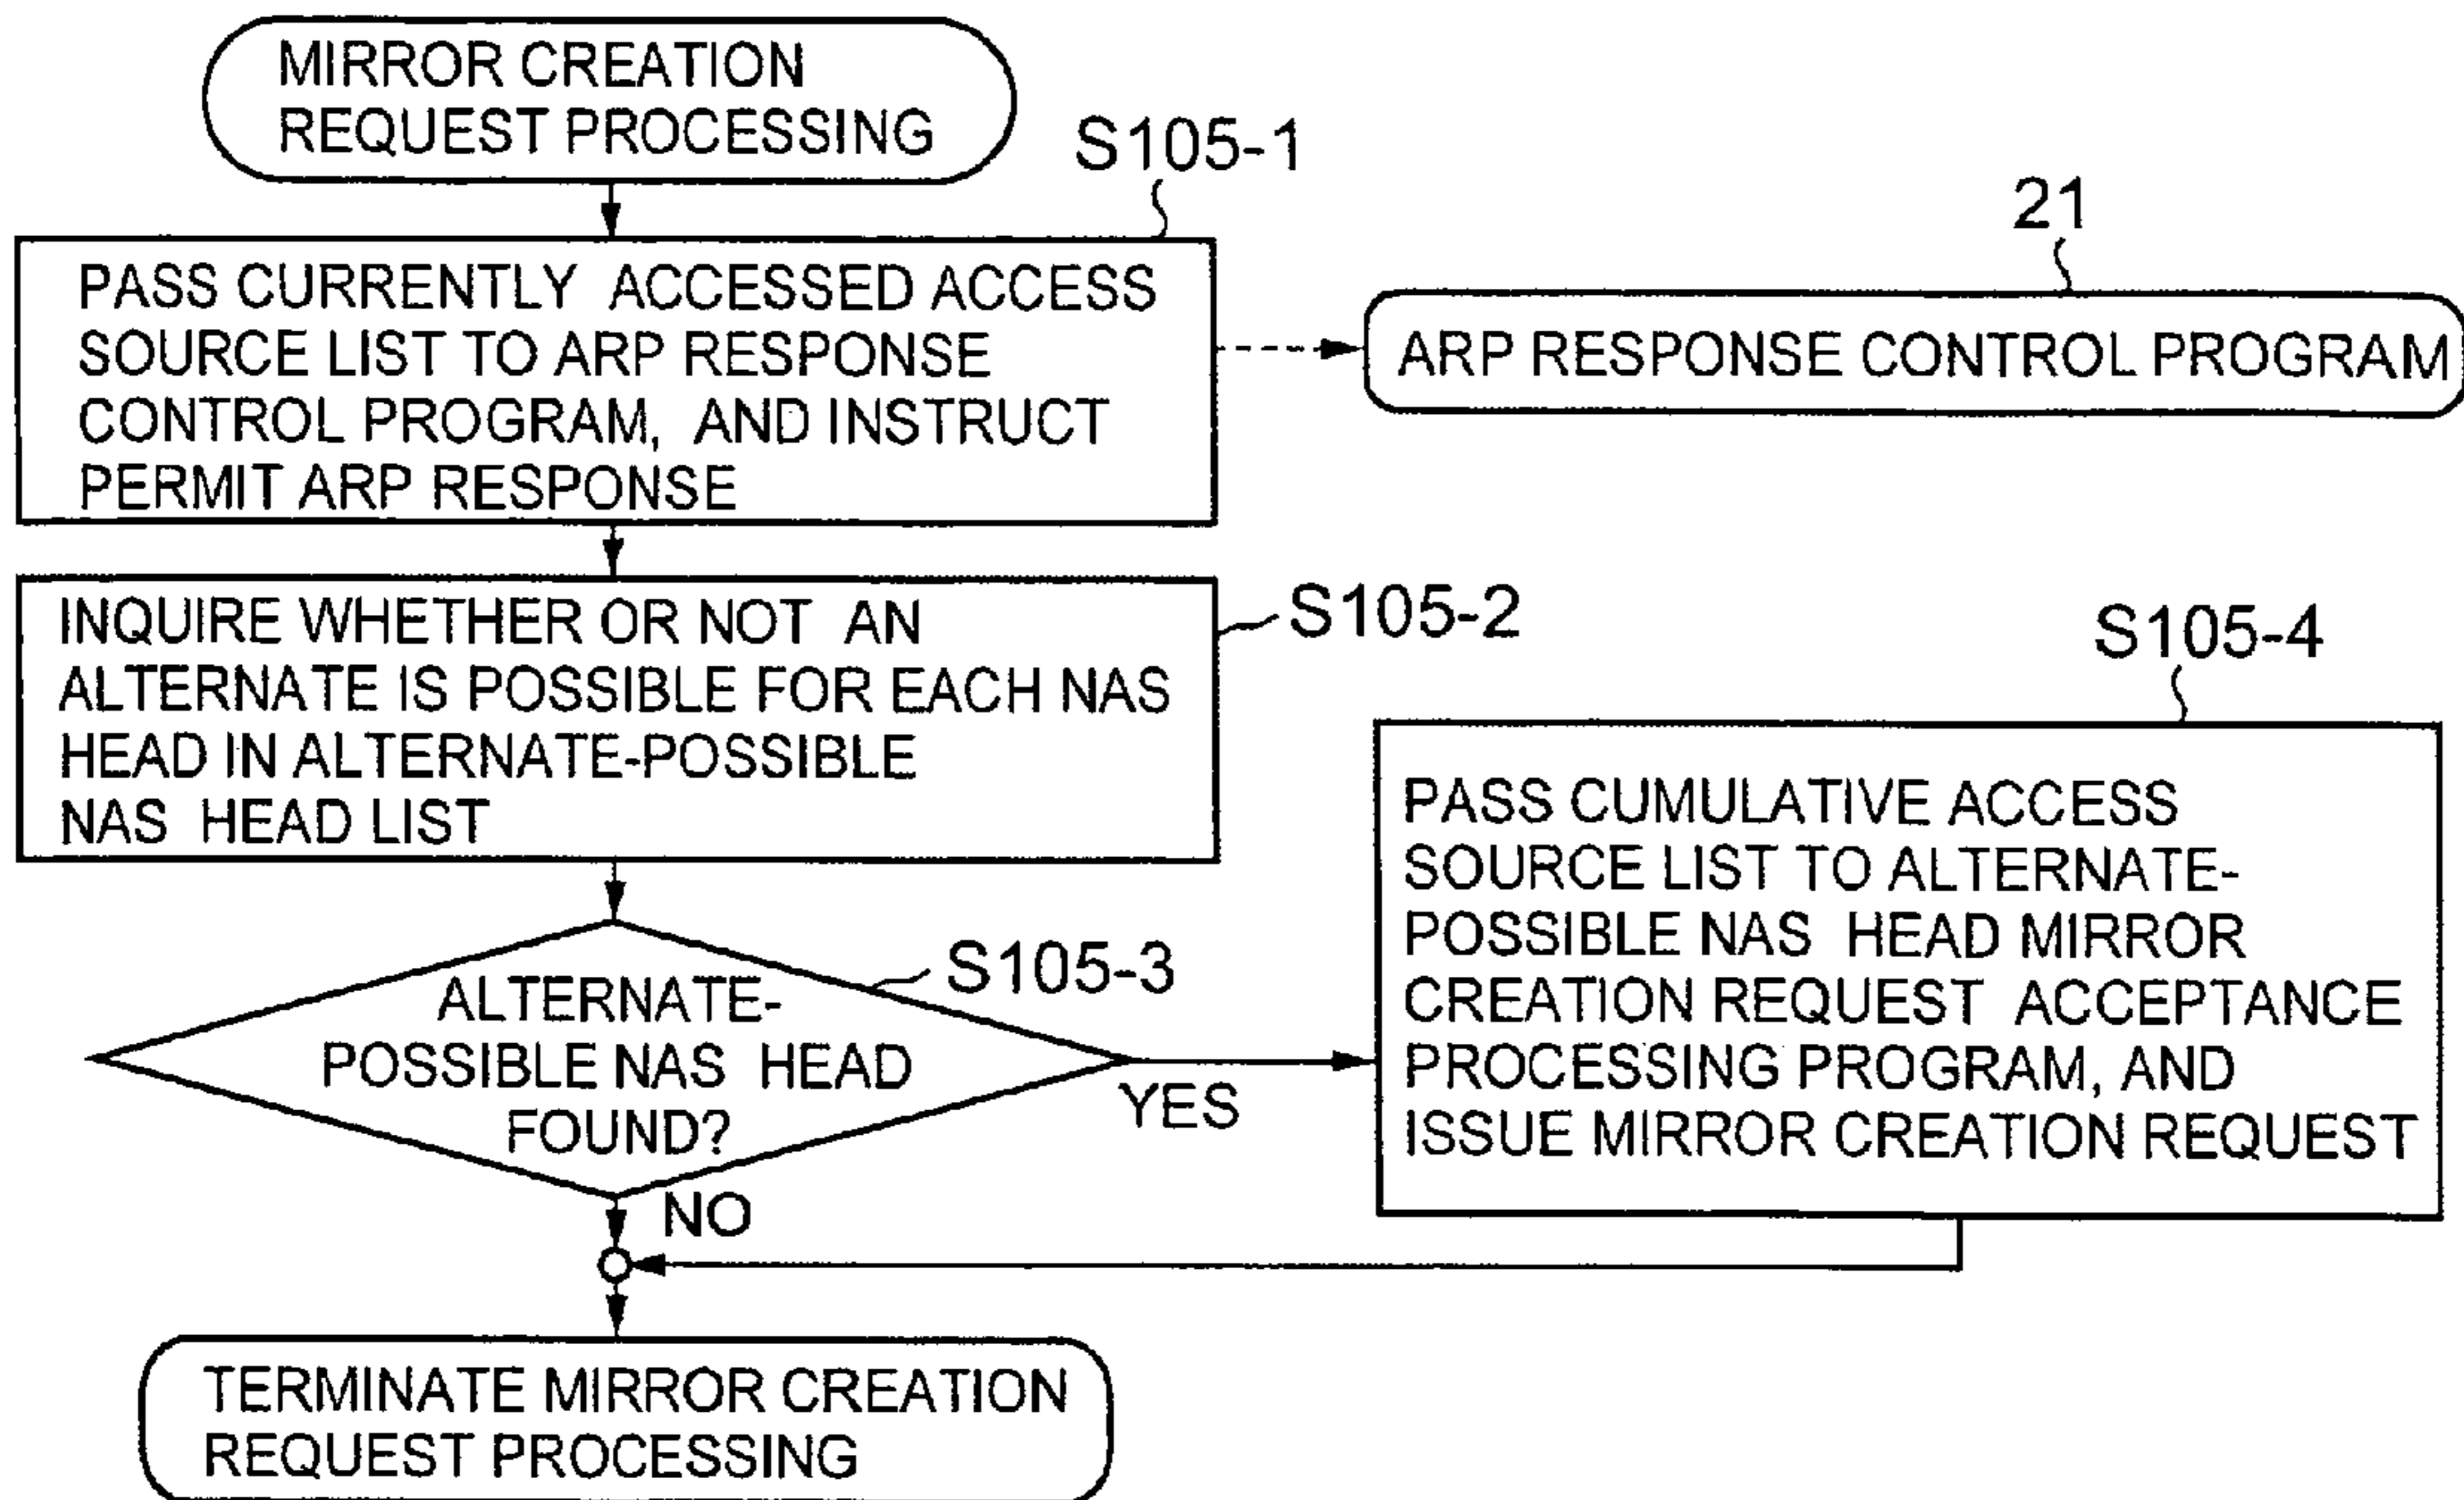 MIRROR CREATION
REQUEST PROCESSING
S105-1
21
PASS CURRENTLY ACCESSED ACCESS
SOURCE LIST TO ARP RESPONSE
CONTROL PROGRAM, AND INSTRUCT
PERMIT ARP RESPONSE
ARP RESPONSE CONTROL PROGRAM
INQUIRE WHETHER OR NOT AN
ALTERNATE IS POSSIBLE FOR EACH NAS
HEAD IN ALTERNATE-POSSIBLE
NAS HEAD LIST
S105-2
S105-4
PASS CUMULATIVE ACCESS
SOURCE LIST TO ALTERNATE-
POSSIBLE NAS HEAD MIRROR
CREATION REQUEST ACCEPTANCE
PROCESSING PROGRAM, AND
ISSUE MIRROR CREATION REQUEST
S105-3
ALTERNATE-
POSSIBLE NAS HEAD
FOUND?
YES
NO
TERMINATE MIRROR CREATION
REQUEST PROCESSING